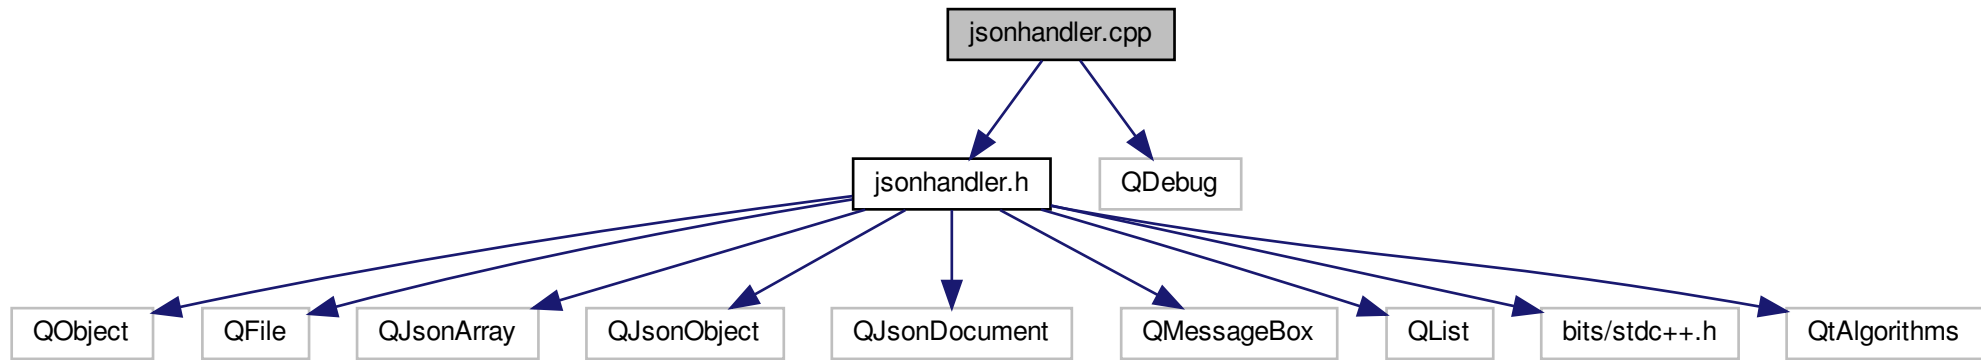 jsonhandler.cpp
jsonhandler.h
QDebug
QObject
QFile
QJsonArray
QJsonObject
QJsonDocument
QMessageBox
QList
bits/stdc++.h
QtAlgorithms